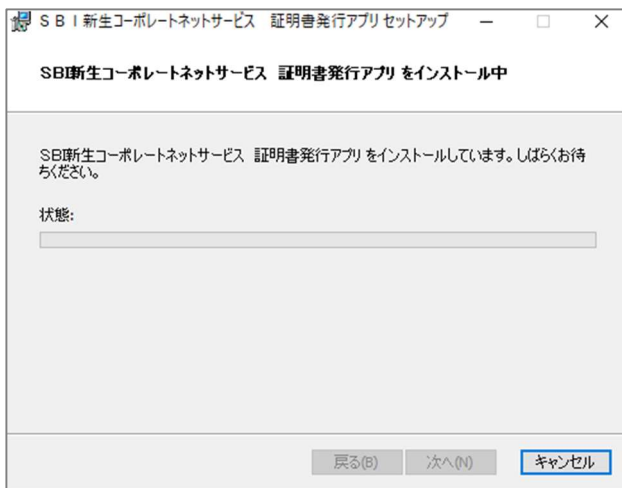 ＳＢＩ新生コーポレートネットサービス　証明書発行アプリ セットアップ
SBI新生コーポレートネットサービス 証明書発行アプリ をインストール中
SBI新生コーポレートネットサービス 証明書発行アプリ をインストールしています。しばらくお待
ちください。
状態:
戻る(B) 次へ(N) キャンセル